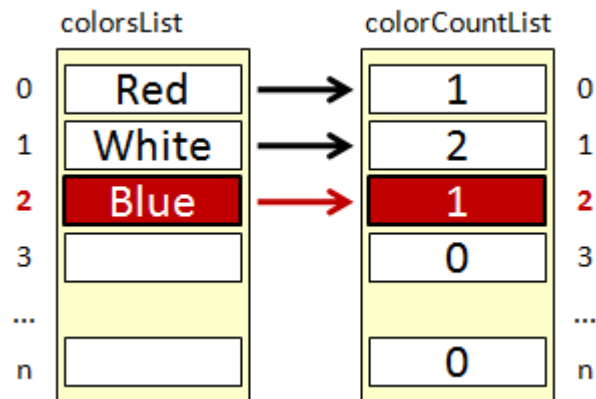 colorsList colorCountList
0 Red 1 0
1 White 2 1
2 Blue 1 2
3 0 3
... ...
n 0 n